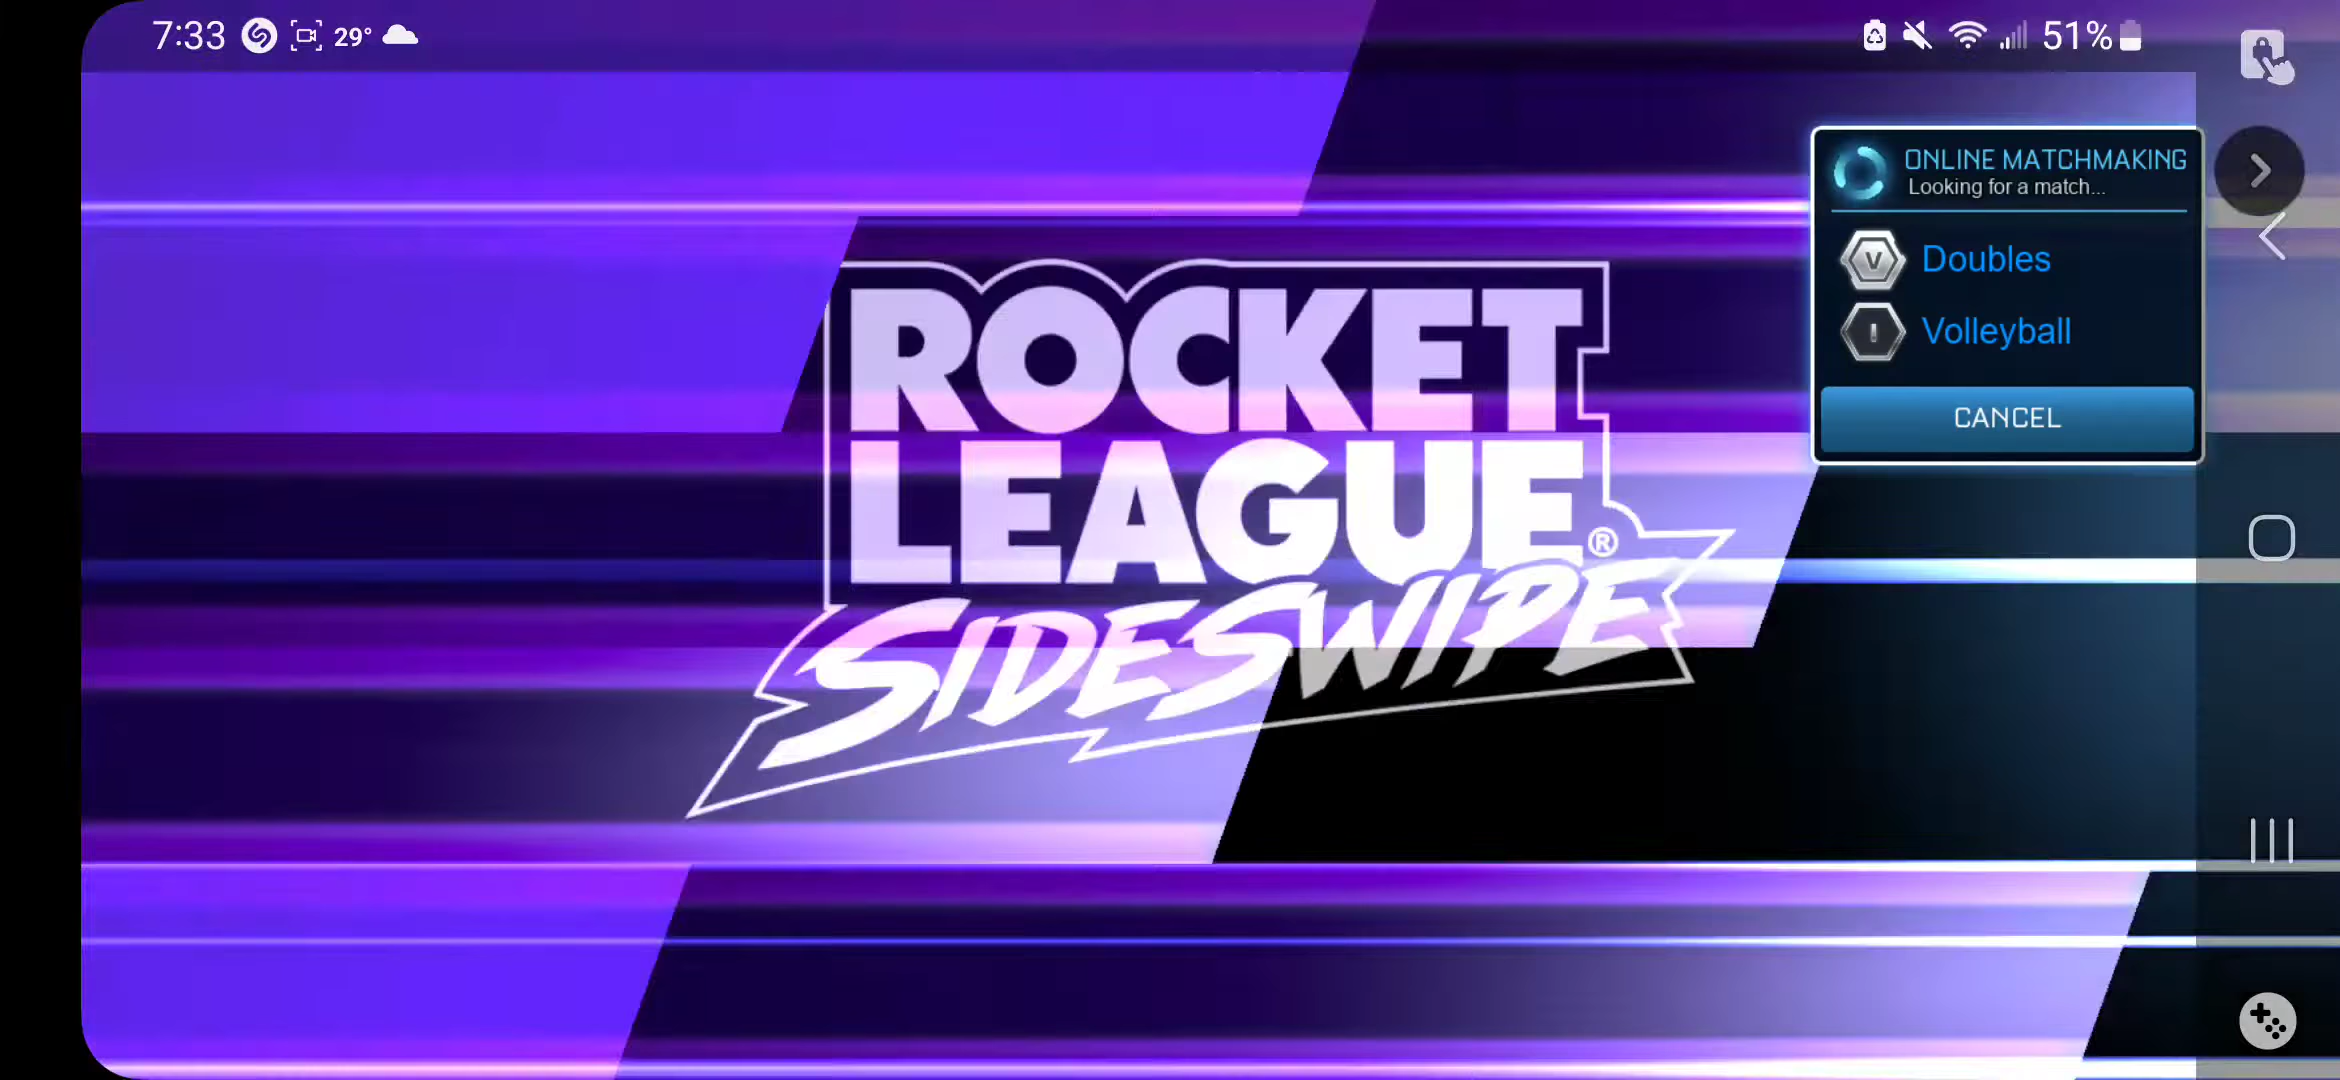 7:33 29° 51%
ONLINE MATCHMAKING
Looking for a match...
V Doubles
I Volleyball
CANCEL
ROCKET
LEAGUE®
SIDESWIPE